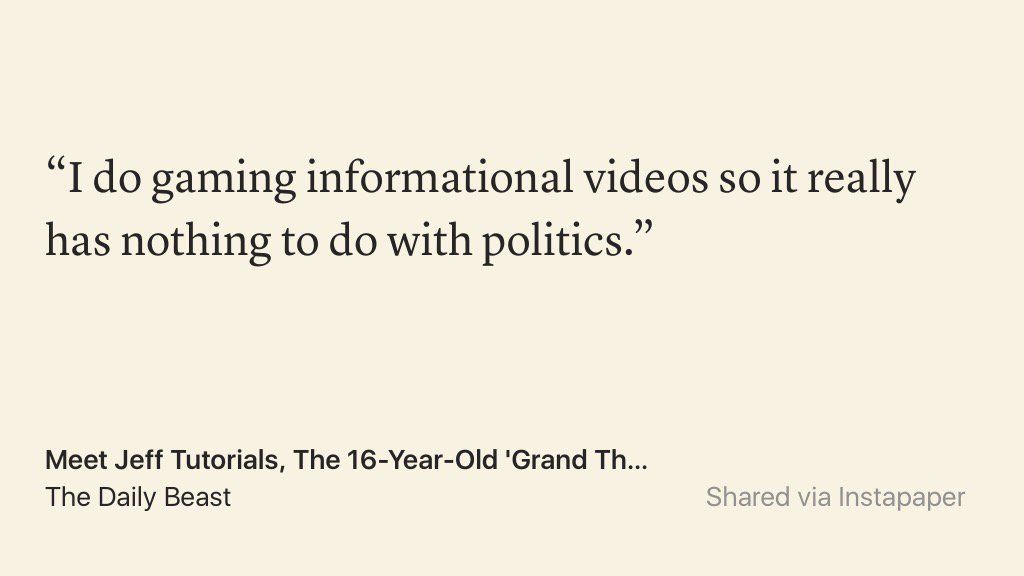 “I do gaming informational videos so it really
has nothing to do with politics.”
Meet Jeff Tutorials, The 16-Year-Old 'Grand Th...
The Daily Beast
Shared via Instapaper